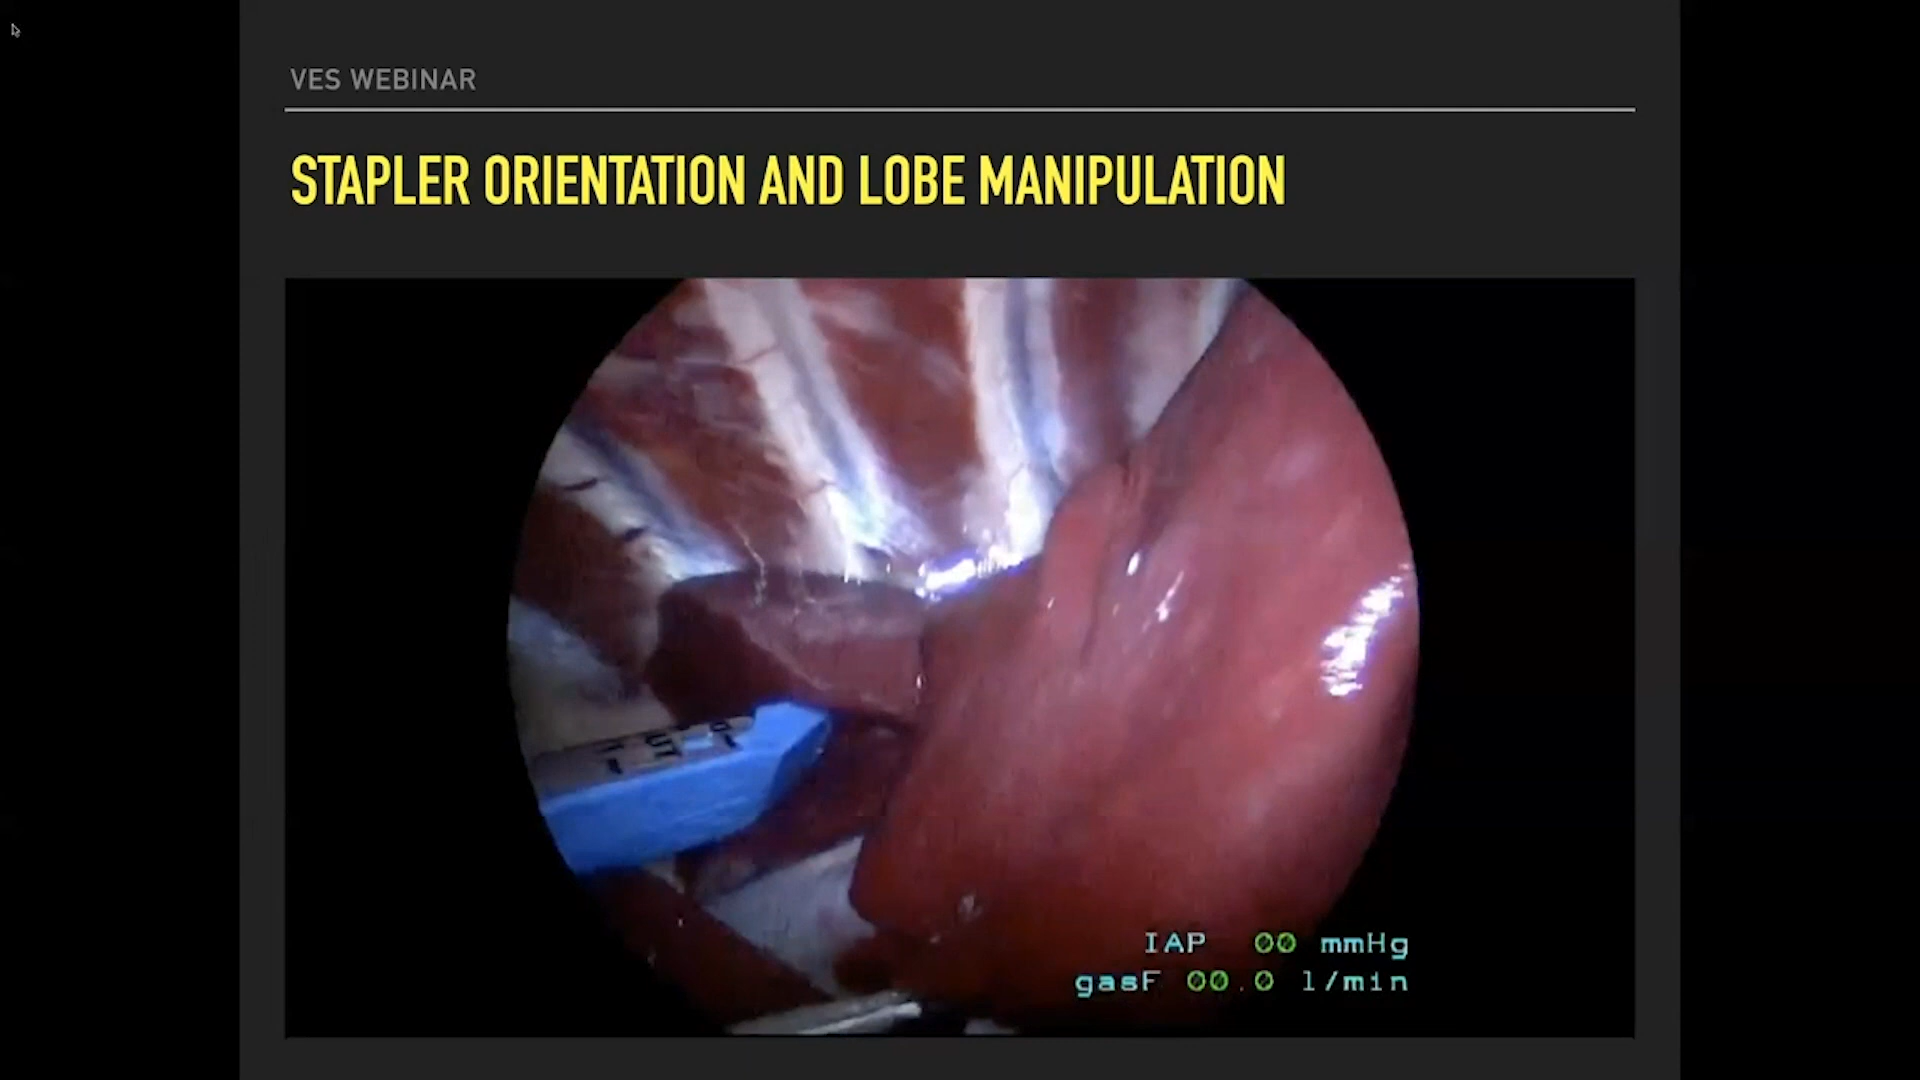 VES WEBINAR
STAPLER ORIENTATION AND LOBE MANIPULATION
IAP 00 mmHg
gasF 00.0 l/min